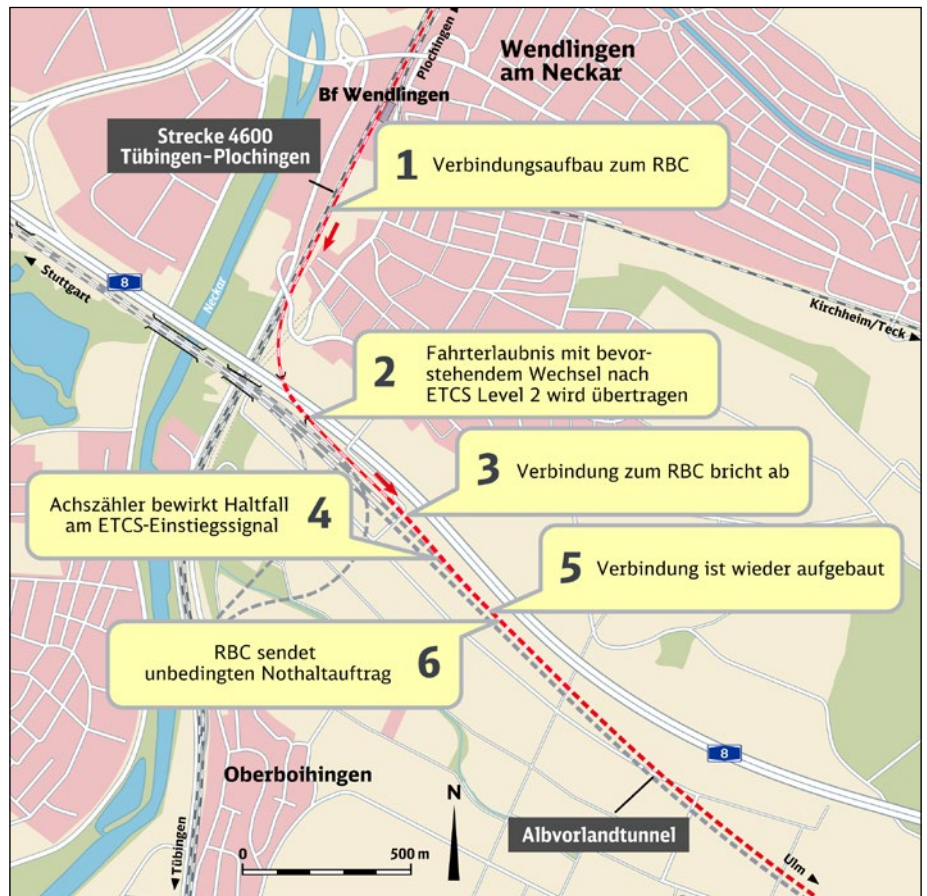 Plochingen
Wendlingen
am Neckar
Bf Wendlingen
Strecke 4600
Tübingen–Plochingen
1 Verbindungsaufbau zum RBC
Stuttgart
8
Neckar
Kirchheim/Teck
2 Fahrterlaubnis mit bevor-
stehendem Wechsel nach
ETCS Level 2 wird übertragen
3 Verbindung zum RBC bricht ab
Achszähler bewirkt Haltfall
am ETCS-Einstiegssignal 4
5 Verbindung ist wieder aufgebaut
RBC sendet
unbedingten Nothaltauftrag 6
8
Oberboihingen
N
Albvorlandtunnel
0 500 m
Tübingen
Ulm